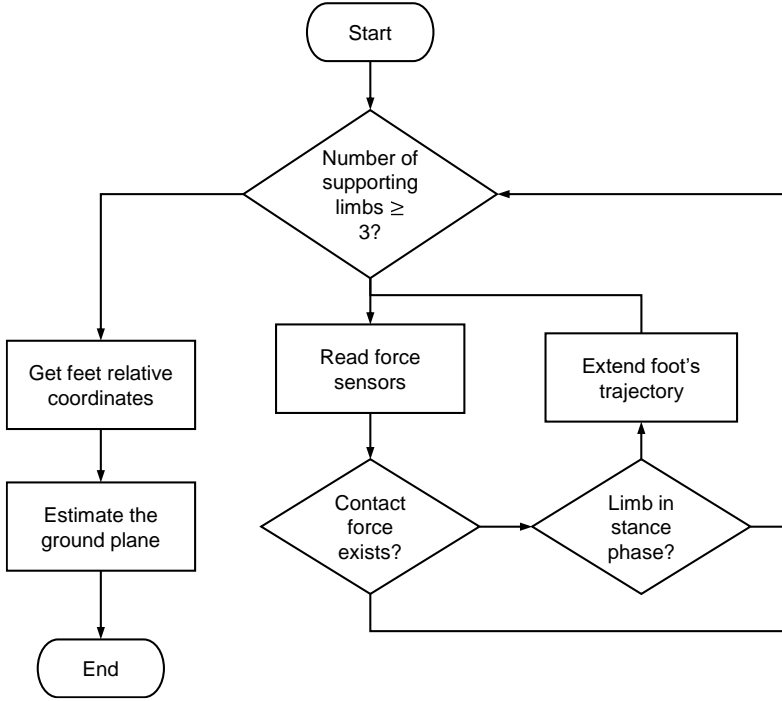 Start
Number of
supporting
limbs ≥
3?
Get feet relative
coordinates
Read force
sensors
Extend foot's
trajectory
Estimate the
ground plane
Contact
force
exists?
Limb in
stance
phase?
End